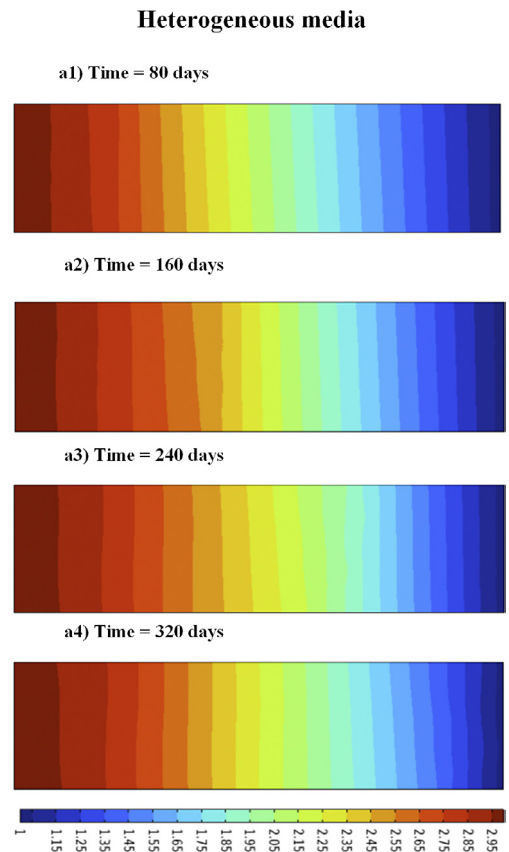 Heterogeneous media
a1) Time = 80 days
a2) Time = 160 days
a3) Time = 240 days
a4) Time = 320 days
1 1.15 1.25 1.35 1.45 1.55 1.65 1.75 1.85 1.95 2.05 2.15 2.25 2.35 2.45 2.55 2.65 2.75 2.85 2.95